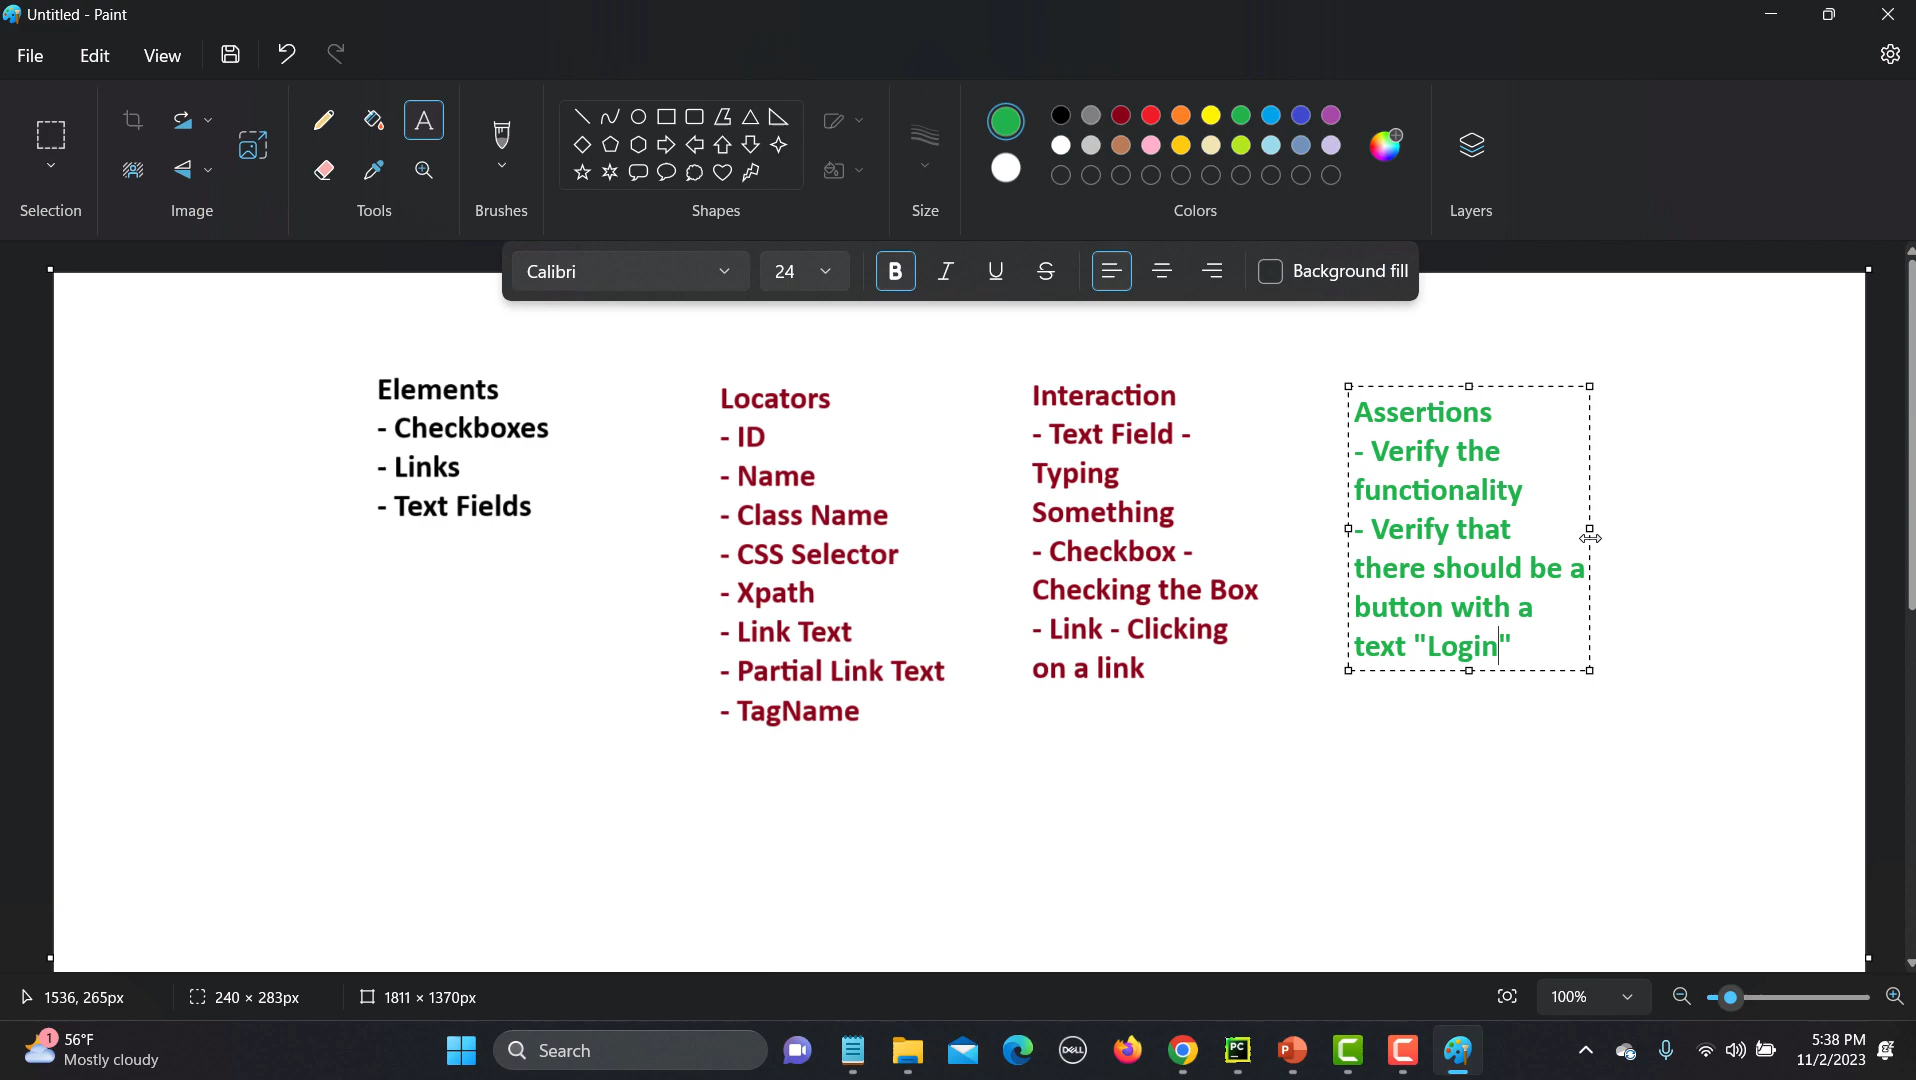 Untitled - Paint
File
Edit
View
Selection
Image
Tools
Brushes
Shapes
Size
Colors
Layers
Calibri
24
B
Background fill
Elements
- Checkboxes
- Links
- Text Fields
Locators
- ID
- Name
- Class Name
- CSS Selector
- Xpath
- Link Text
- Partial Link Text
- TagName
Interaction
- Text Field -
Typing
Something
- Checkbox -
Checking the Box
- Link - Clicking
on a link
Assertions
- Verify the
functionality
- Verify that
there should be a
button with a
text "Login"
1536, 265px
240 × 283px
1811 × 1370px
100%
1
56°F
Mostly cloudy
Search
DELL
PC
P
C
C
5:38 PM
11/2/2023